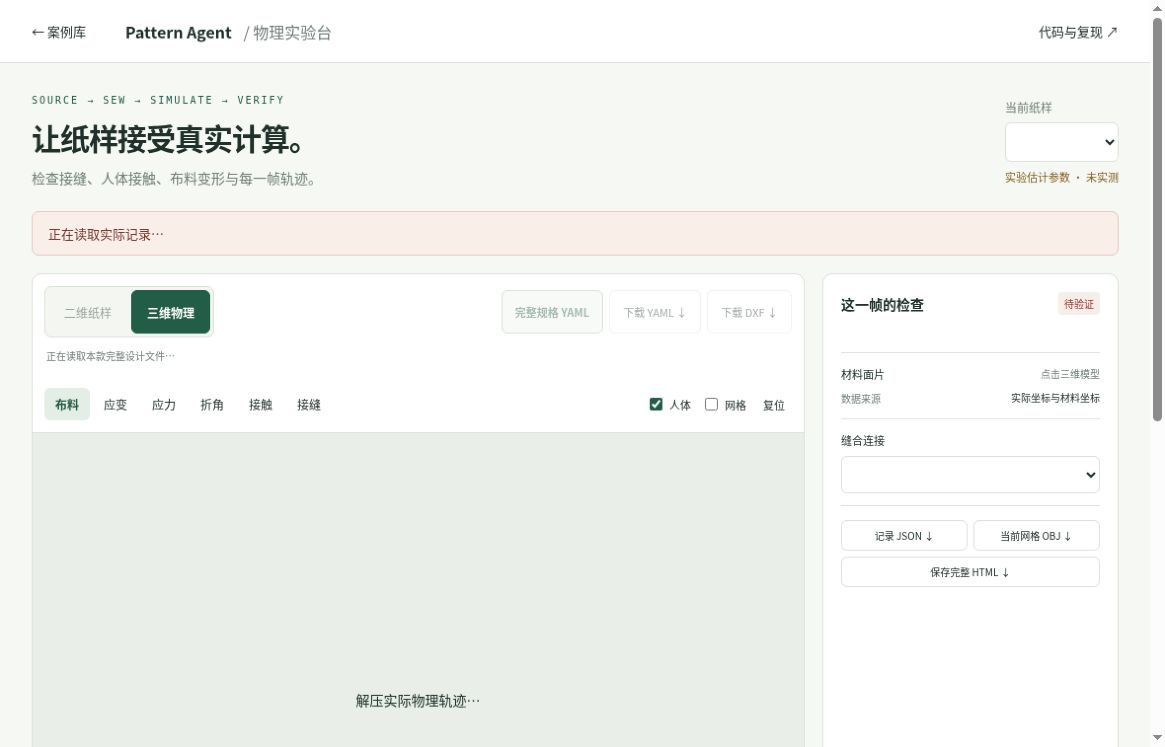 ← 案例库
Pattern Agent / 物理实验台
代码与复现 ↗
SOURCE → SEW → SIMULATE → VERIFY
让纸样接受真实计算。
检查接缝、人体接触、布料变形与每一帧轨迹。
当前纸样
实验估计参数 · 未实测
正在读取实际记录…
二维纸样
三维物理
完整规格 YAML
下载 YAML ↓
下载 DXF ↓
正在读取本款完整设计文件…
布料
应变
应力
折角
接触
接缝
人体
网格
复位
解压实际物理轨迹…
这一帧的检查
待验证
材料面片
点击三维模型
数据来源
实际坐标与材料坐标
缝合连接
记录 JSON ↓
当前网格 OBJ ↓
保存完整 HTML ↓